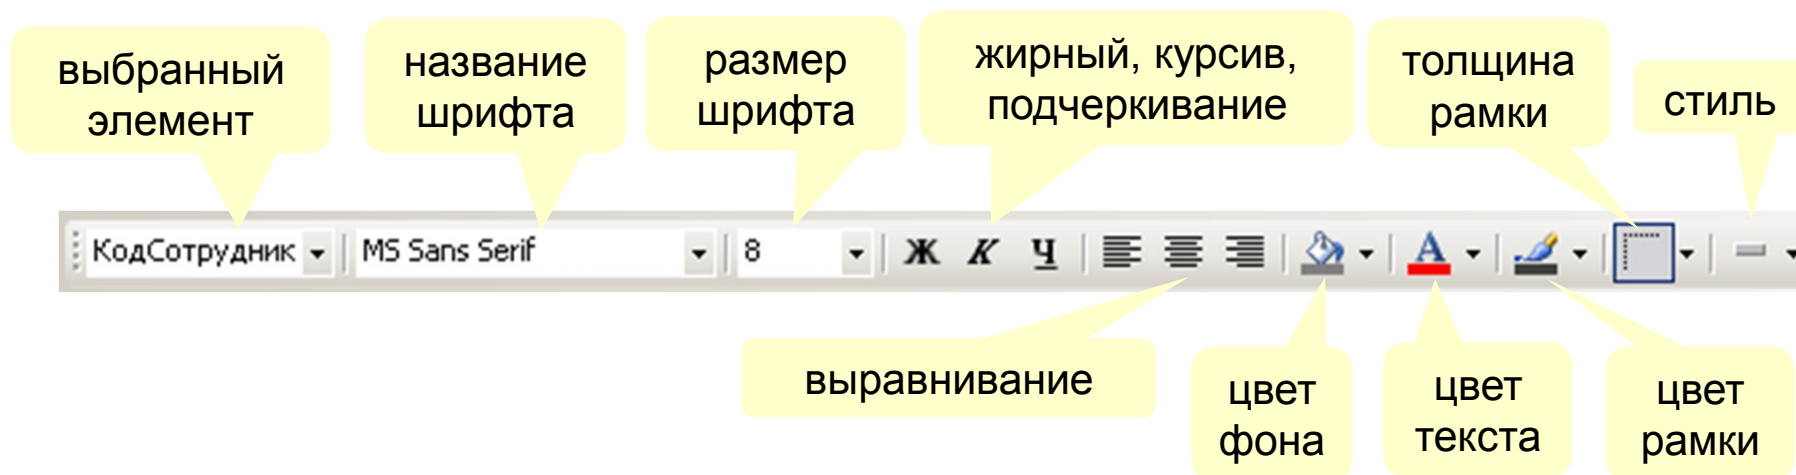 выбранный
элемент
название
шрифта
размер
шрифта
жирный, курсив,
подчеркивание
толщина
рамки
стиль
КодСотрудник
MS Sans Serif
8
Ж К Ч
A
выравнивание
цвет
фона
цвет
текста
цвет
рамки